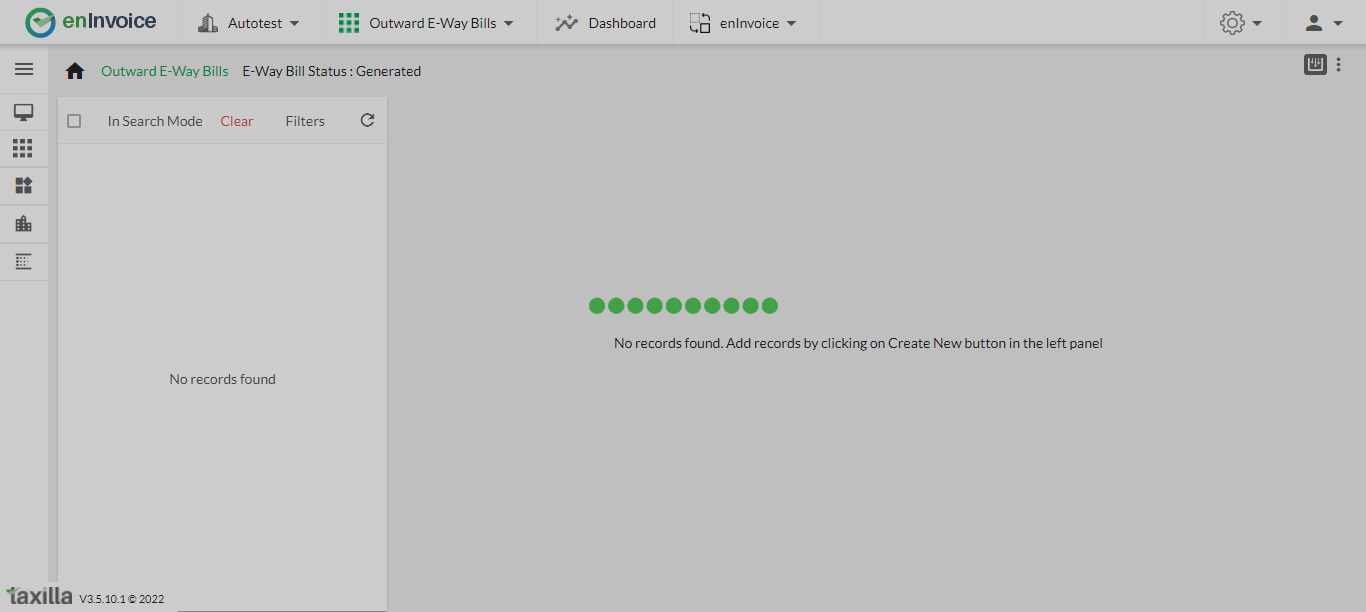 enInvoice Autotest Outward E-Way Bills Dashboard enInvoice
Outward E-Way Bills E-Way Bill Status : Generated
In Search Mode Clear Filters
No records found. Add records by clicking on Create New button in the left panel
No records found
taxilla V3.5.10.1 © 2022